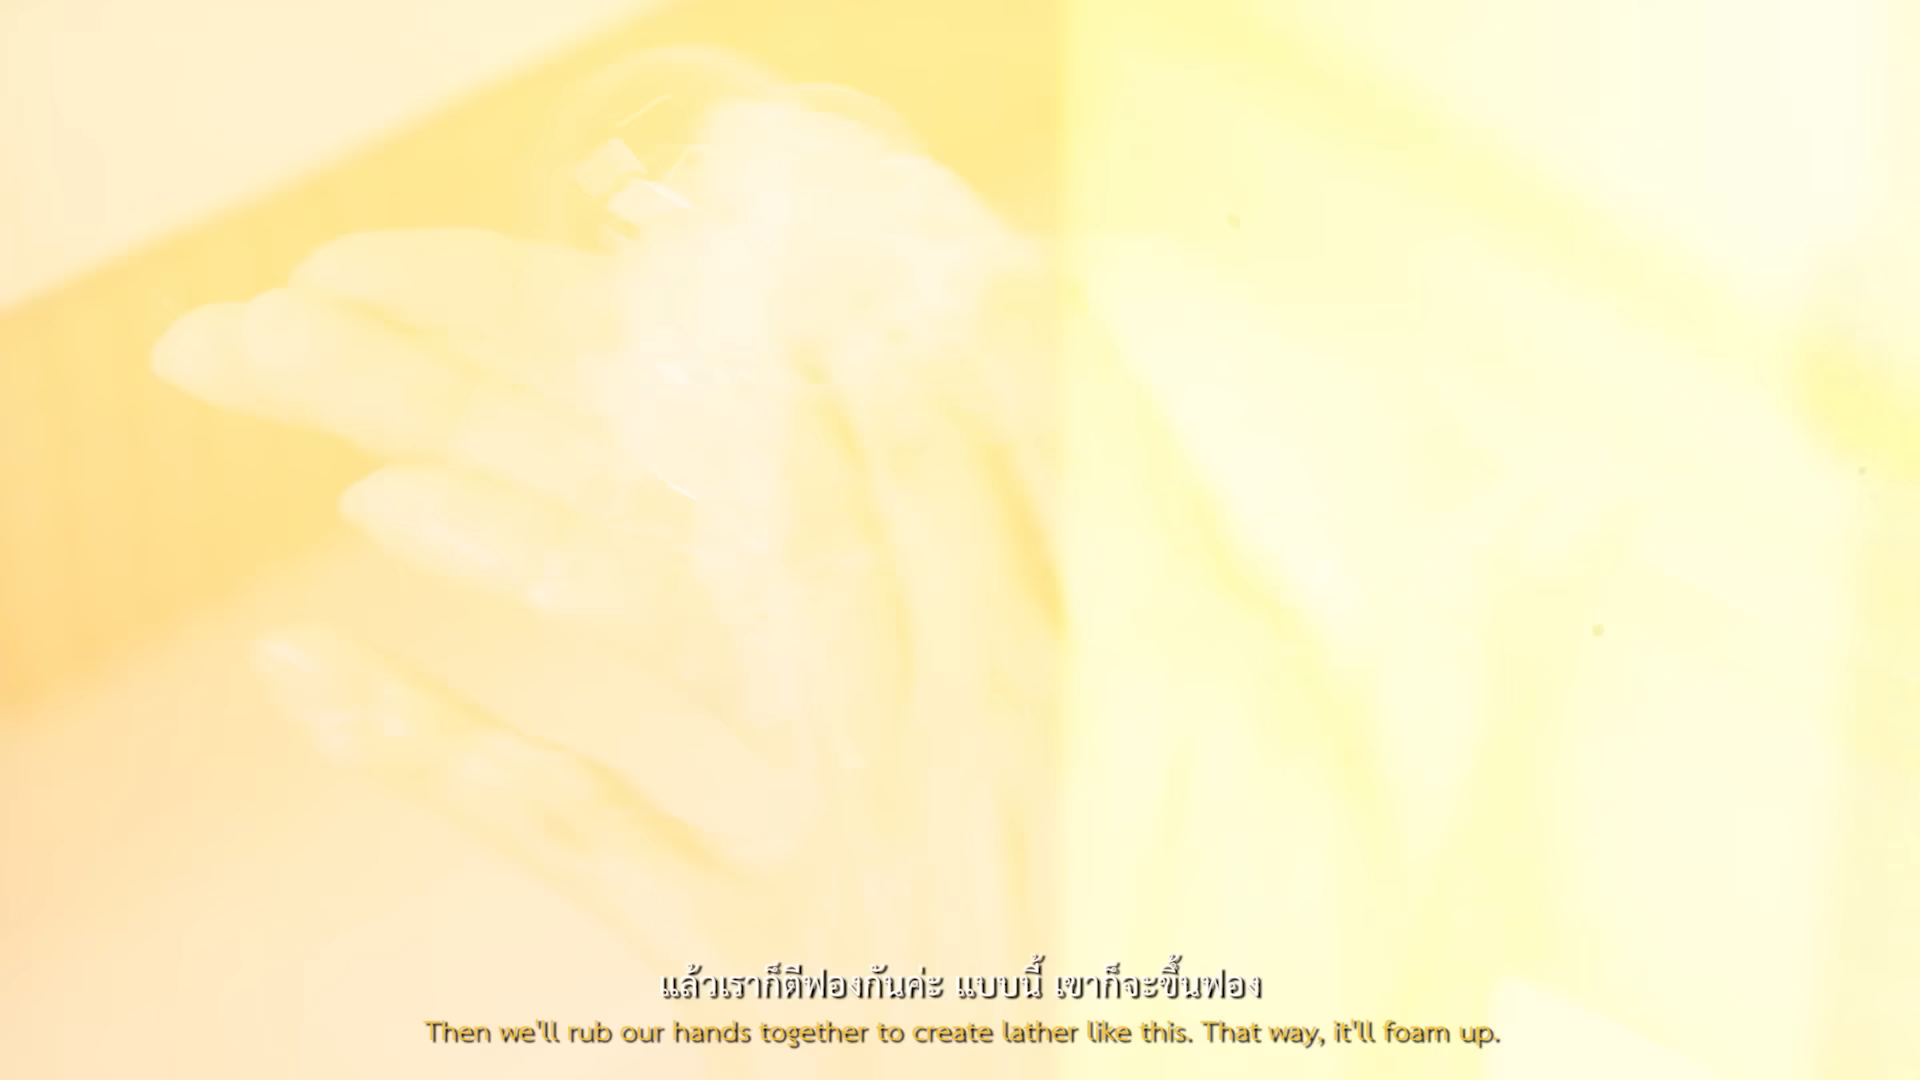 แล้วเราก็ตีฟองกันค่ะ แบบนี้ เขาก็จะขึ้นฟอง
Then we'll rub our hands together to create lather like this. That way, it'll foam up.